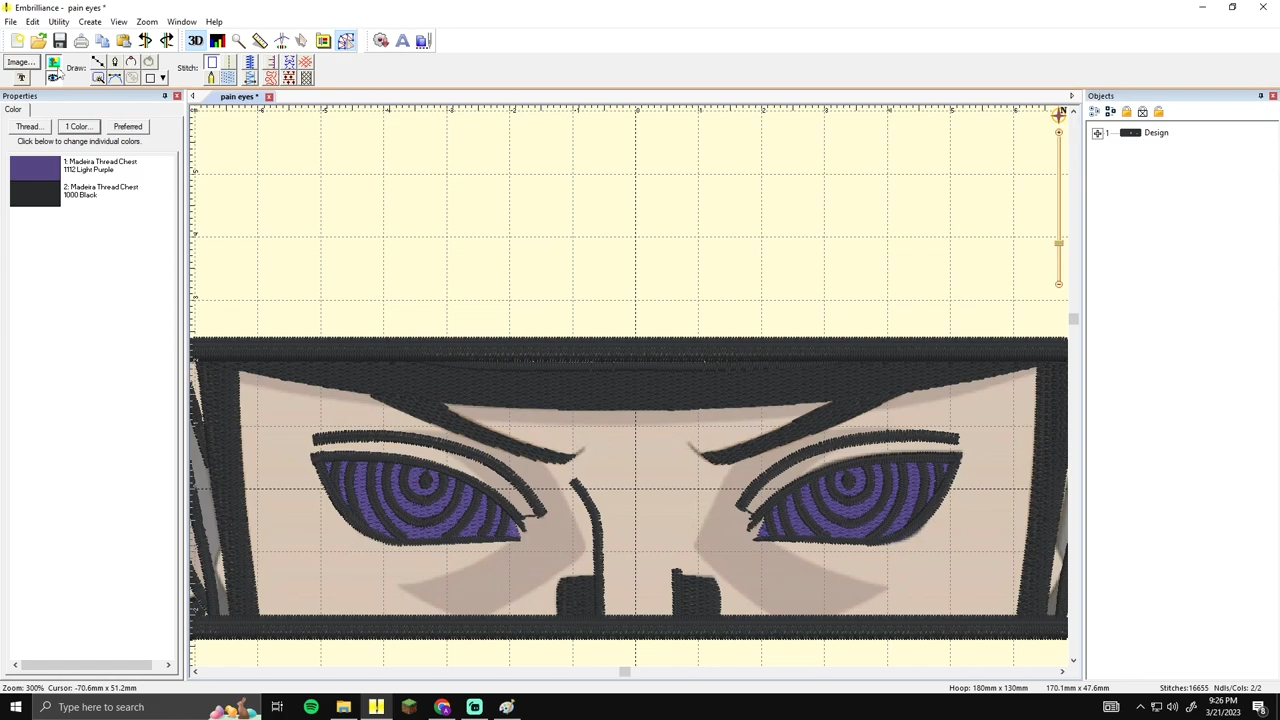 Embrilliance - pain eyes *
File Edit Utility Create View Zoom Window Help
3D
Image... Draw: Stitch:
Properties
pain eyes *
Objects
Color
Thread... 1 Color... Preferred
Click below to change individual colors.
1: Madeira Thread Chest
1112 Light Purple
2: Madeira Thread Chest
1000 Black
1 Design
Zoom: 300% Cursor: -70.6mm x 51.2mm
Hoop: 180mm x 130mm
170.1mm x 47.6mm
Stitches:16655 Ndls/Cols: 2/2
Type here to search
9:26 PM
3/21/2023